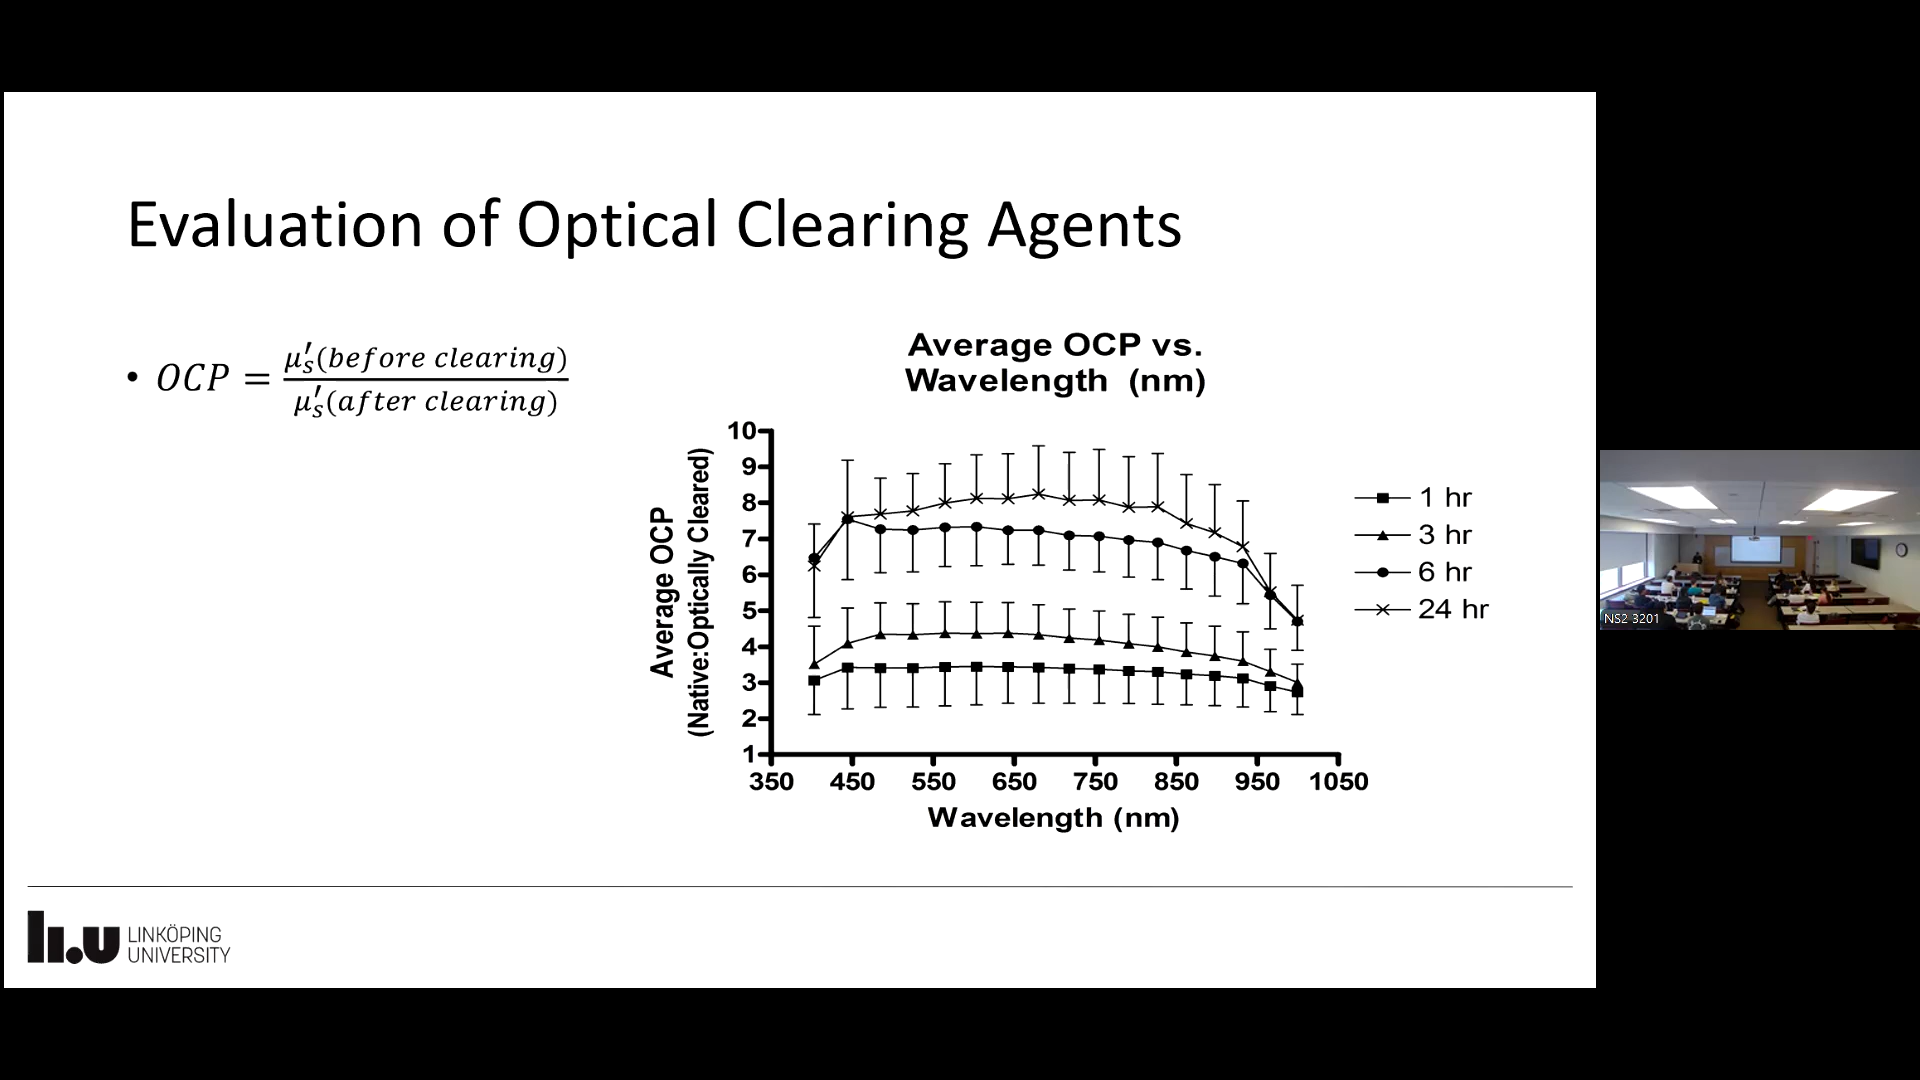 Evaluation of Optical Clearing Agents
• OCP = μ′s(before clearing) / μ′s(after clearing)
Average OCP vs.
Wavelength (nm)
Average OCP
(Native:Optically Cleared)
10
9
8
7
6
5
4
3
2
1
350 450 550 650 750 850 950 1050
Wavelength (nm)
1 hr
3 hr
6 hr
24 hr
NS2 3201
li.u LINKÖPING
UNIVERSITY